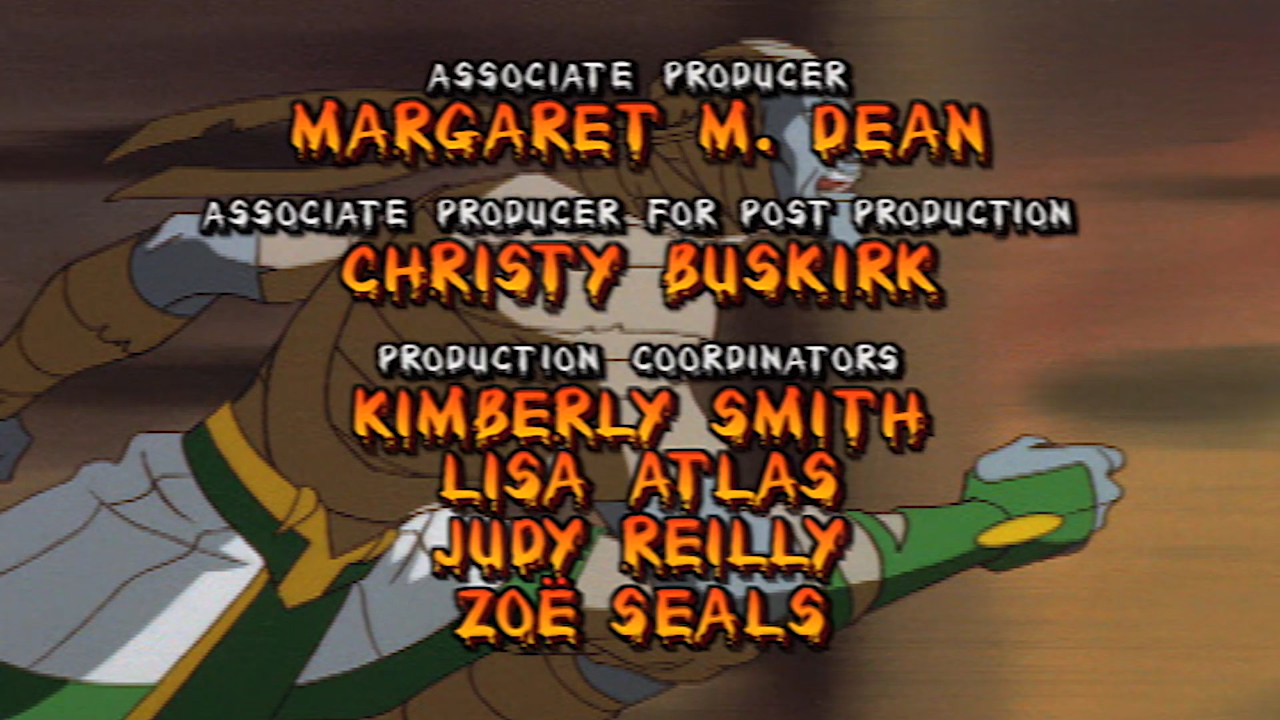 ASSOCIATE PRODUCER
MARGARET M. DEAN
ASSOCIATE PRODUCER FOR POST PRODUCTION
CHRISTY BUSKIRK
PRODUCTION COORDINATORS
KIMBERLY SMITH
LISA ATLAS
JUDY REILLY
ZOË SEALS